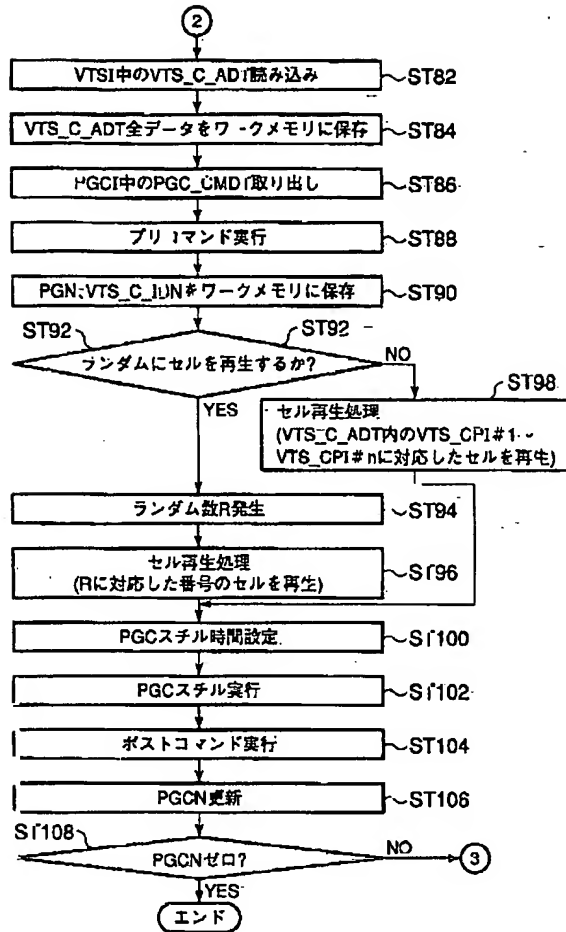 2
VTSI中のVTS_C_ADT読み込み
ST82
VTS_C_ADT全データをワークメモリに保存
ST84
PGCI中のPGC_CMDT取り出し
ST86
プリコマンド実行
ST88
PGN、VTS_C_IDN#ワークメモリに保存
ST90
ST92
ST92
ランダムにセルを再生するか?
NO
YES
ST98
セル再生処理
(VTS_C_ADT内のVTS_CPI#1~
VTS_CPI#nに対応したセルを再生)
ランダム数R発生
ST94
セル再生処理
(Rに対応した番号のセルを再生)
ST96
PGCスチル時間設定
ST100
PGCスチル実行
ST102
ポストコマンド実行
ST104
PGCN更新
ST106
ST108
PGCNゼロ?
NO
3
YES
エンド